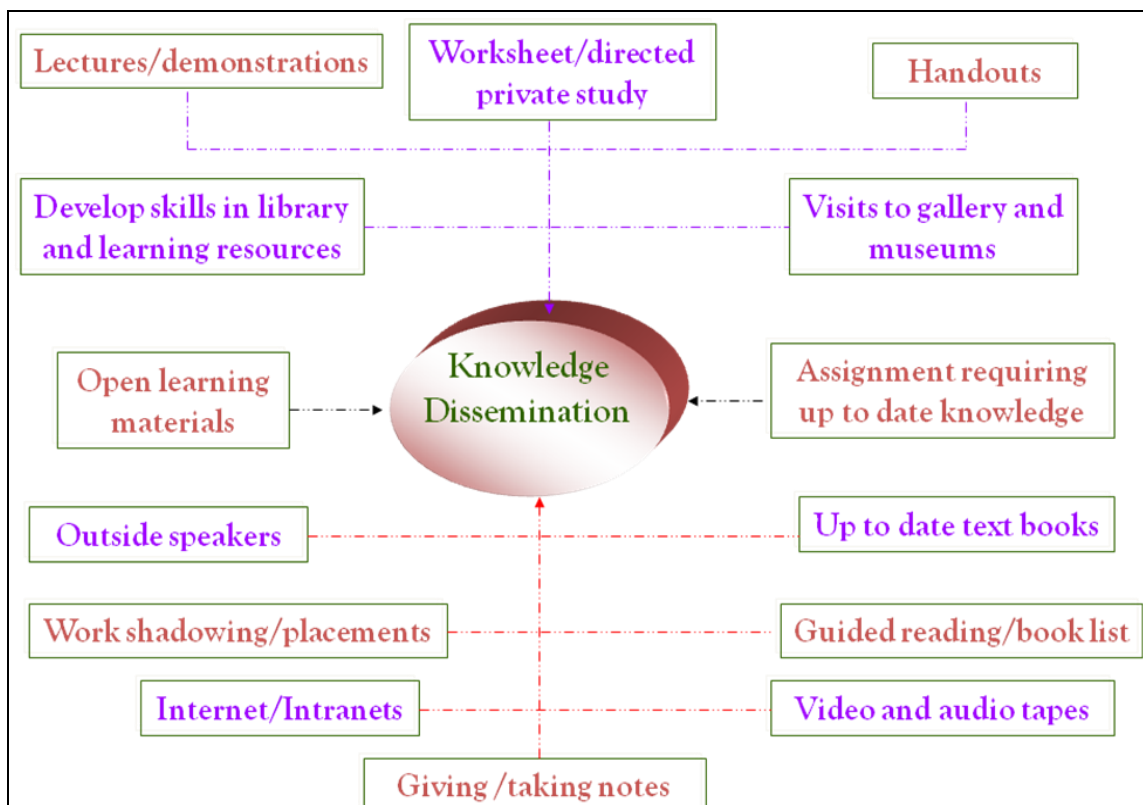 Lectures/demonstrations
Worksheet/directed
private study
Handouts
Develop skills in library
and learning resources
Visits to gallery and
museums
Knowledge
Dissemination
Open learning
materials
Assignment requiring
up to date knowledge
Outside speakers
Up to date text books
Work shadowing/placements
Guided reading/book list
Internet/Intranets
Video and audio tapes
Giving /taking notes